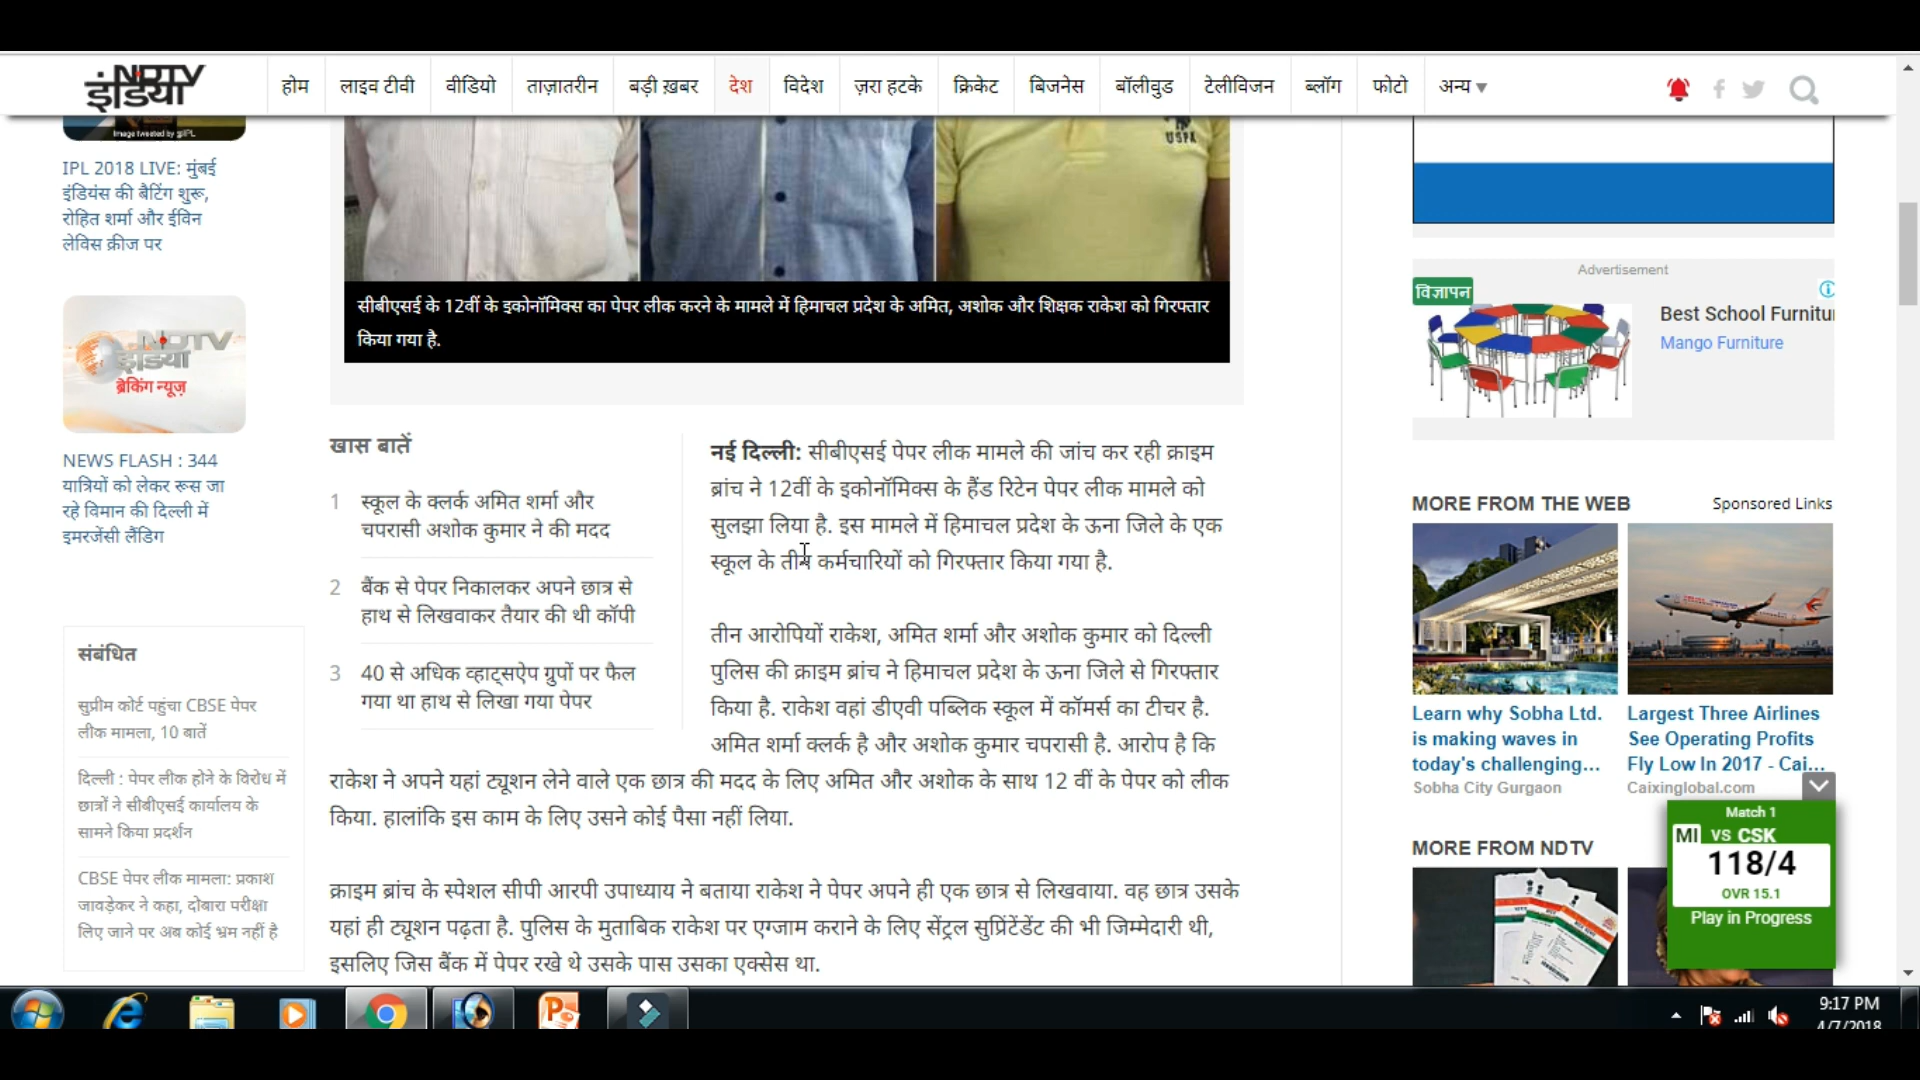 NDTV
इंडिया
होम
लाइव टीवी
वीडियो
ताज़ातरीन
बड़ी ख़बर
देश
विदेश
ज़रा हटके
क्रिकेट
बिजनेस
बॉलीवुड
टेलीविजन
ब्लॉग
फोटो
अन्य
Image tweeted by @IPL
IPL 2018 LIVE: मुंबई
इंडियंस की बैटिंग शुरू,
रोहित शर्मा और ईविन
लेविस क्रीज पर
NDTV
इंडिया
ब्रेकिंग न्यूज़
NEWS FLASH : 344
यात्रियों को लेकर रूस जा
रहे विमान की दिल्ली में
इमरजेंसी लैंडिग
संबंधित
सुप्रीम कोर्ट पहुंचा CBSE पेपर
लीक मामला, 10 बातें
दिल्ली : पेपर लीक होने के विरोध में
छात्रों ने सीबीएसई कार्यालय के
सामने किया प्रदर्शन
CBSE पेपर लीक मामला: प्रकाश
जावड़ेकर ने कहा, दोबारा परीक्षा
लिए जाने पर अब कोई भ्रम नहीं है
USPA
सीबीएसई के 12वीं के इकोनॉमिक्स का पेपर लीक करने के मामले में हिमाचल प्रदेश के अमित, अशोक और शिक्षक राकेश को गिरफ्तार
किया गया है.
खास बातें
1 स्कूल के क्लर्क अमित शर्मा और
चपरासी अशोक कुमार ने की मदद
2 बैंक से पेपर निकालकर अपने छात्र से
हाथ से लिखवाकर तैयार की थी कॉपी
3 40 से अधिक व्हाट्सऐप ग्रुपों पर फैल
गया था हाथ से लिखा गया पेपर
नई दिल्ली: सीबीएसई पेपर लीक मामले की जांच कर रही क्राइम
ब्रांच ने 12वीं के इकोनॉमिक्स के हैंड रिटेन पेपर लीक मामले को
सुलझा लिया है. इस मामले में हिमाचल प्रदेश के ऊना जिले के एक
स्कूल के तीन कर्मचारियों को गिरफ्तार किया गया है.
तीन आरोपियों राकेश, अमित शर्मा और अशोक कुमार को दिल्ली
पुलिस की क्राइम ब्रांच ने हिमाचल प्रदेश के ऊना जिले से गिरफ्तार
किया है. राकेश वहां डीएवी पब्लिक स्कूल में कॉमर्स का टीचर है.
अमित शर्मा क्लर्क है और अशोक कुमार चपरासी है. आरोप है कि
राकेश ने अपने यहां ट्यूशन लेने वाले एक छात्र की मदद के लिए अमित और अशोक के साथ 12 वीं के पेपर को लीक
किया. हालांकि इस काम के लिए उसने कोई पैसा नहीं लिया.
क्राइम ब्रांच के स्पेशल सीपी आरपी उपाध्याय ने बताया राकेश ने पेपर अपने ही एक छात्र से लिखवाया. वह छात्र उसके
यहां ही ट्यूशन पढ़ता है. पुलिस के मुताबिक राकेश पर एग्जाम कराने के लिए सेंट्रल सुप्रिंटेंडेंट की भी जिम्मेदारी थी,
इसलिए जिस बैंक में पेपर रखे थे उसके पास उसका एक्सेस था.
Advertisement
विज्ञापन
Best School Furnitu
Mango Furniture
MORE FROM THE WEB
Sponsored Links
Learn why Sobha Ltd.
is making waves in
today's challenging...
Sobha City Gurgaon
Largest Three Airlines
See Operating Profits
Fly Low In 2017 - Cai...
Caixinglobal.com
MORE FROM NDTV
Match 1
MI VS CSK
118/4
OVR 15.1
Play in Progress
9:17 PM
4/7/2018